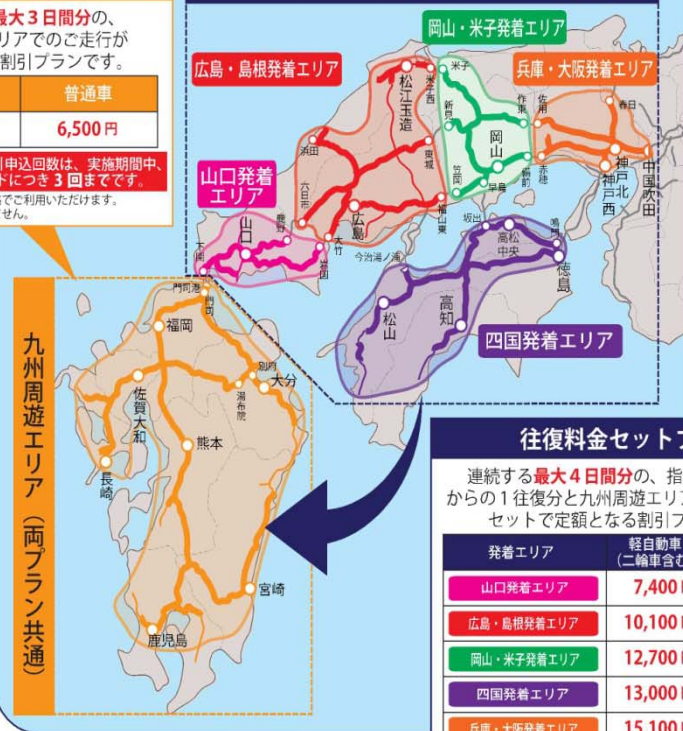 最大3日間分の、
リアでのご走行が
割引プランです。
普通車
6,500円
申込回数は、実施期間中、
ドにつき3回までです。
でご利用いただけます。
せん。
岡山・米子発着エリア
広島・島根発着エリア
兵庫・大阪発着エリア
山口発着
エリア
四国発着エリア
松江玉造
米子西
米子
新見
作東
佐用
春日
岡山
笠岡
早島
備前
赤穂
神戸西
神戸北
中国吹田
浜田
東城
六日市
広島
大竹
福山東
山口
鹿野
下関
岩国
今治湯ノ浦
坂出
高松
中央
鳴門
徳島
松山
高知
門司港
門司
福岡
別府
大分
湯布院
佐賀大和
長崎
熊本
宮崎
鹿児島
九州周遊エリア(両プラン共通)
往復料金セットプ
連続する最大4日間分の、指
からの1往復分と九州周遊エリア
セットで定額となる割引プ
発着エリア
軽自動車
(二輪車含む
山口発着エリア
7,400
広島・島根発着エリア
10,100
岡山・米子発着エリア
12,700
四国発着エリア
13,000
兵庫・大阪発着エリア
15,100